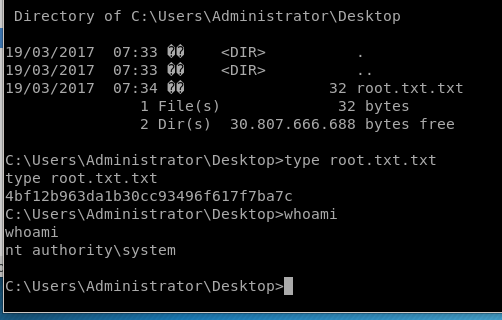 Directory of C:\Users\Administrator\Desktop
19/03/2017  07:33 ��    <DIR>          .
19/03/2017  07:33 ��    <DIR>          ..
19/03/2017  07:34 ��                32 root.txt.txt
               1 File(s)             32 bytes
               2 Dir(s)  30.807.666.688 bytes free
C:\Users\Administrator\Desktop>type root.txt.txt
type root.txt.txt
4bf12b963da1b30cc93496f617f7ba7c
C:\Users\Administrator\Desktop>whoami
whoami
nt authority\system
C:\Users\Administrator\Desktop>